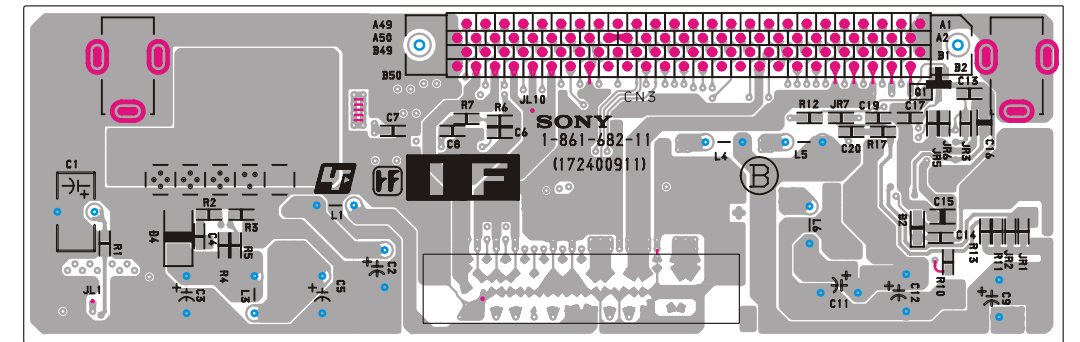 A49
A50
B49
B50
A1
A2
B1
B2
C13
Q1
CN3
JL10
R7
R6
C7
C8
C6
SONY
1-861-682-11
(172400911)
R12
JR7
C19
C17
C20
R17
JR6
JR5
JR3
C16
L4
L5
B
IF
C1
R2
R3
C4
D4
R5
R4
R1
L1
C2
L6
C15
D2
C14
R13
R11
JR2
JR1
R10
JL1
C3
L3
C5
C11
C12
C9